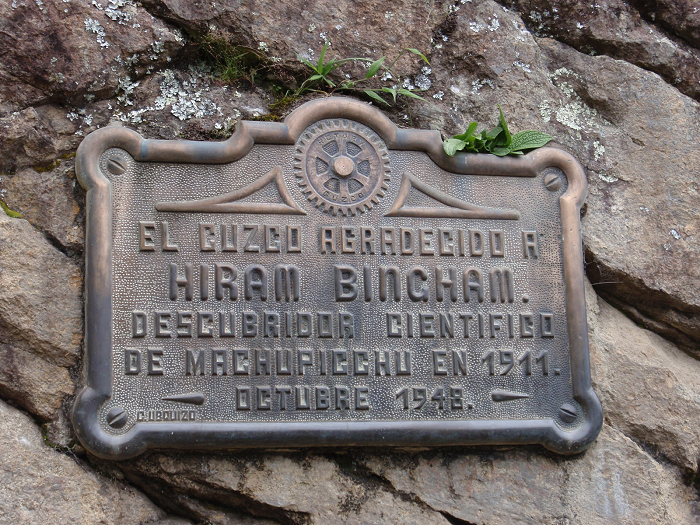 EL CUZCO AGRADECIDO A
HIRAM BINGHAM.
DESCUBRIDOR CIENTIFICO
DE MACHUPICCHU EN 1911.
OCTUBRE 1948.
C. URQUIZO